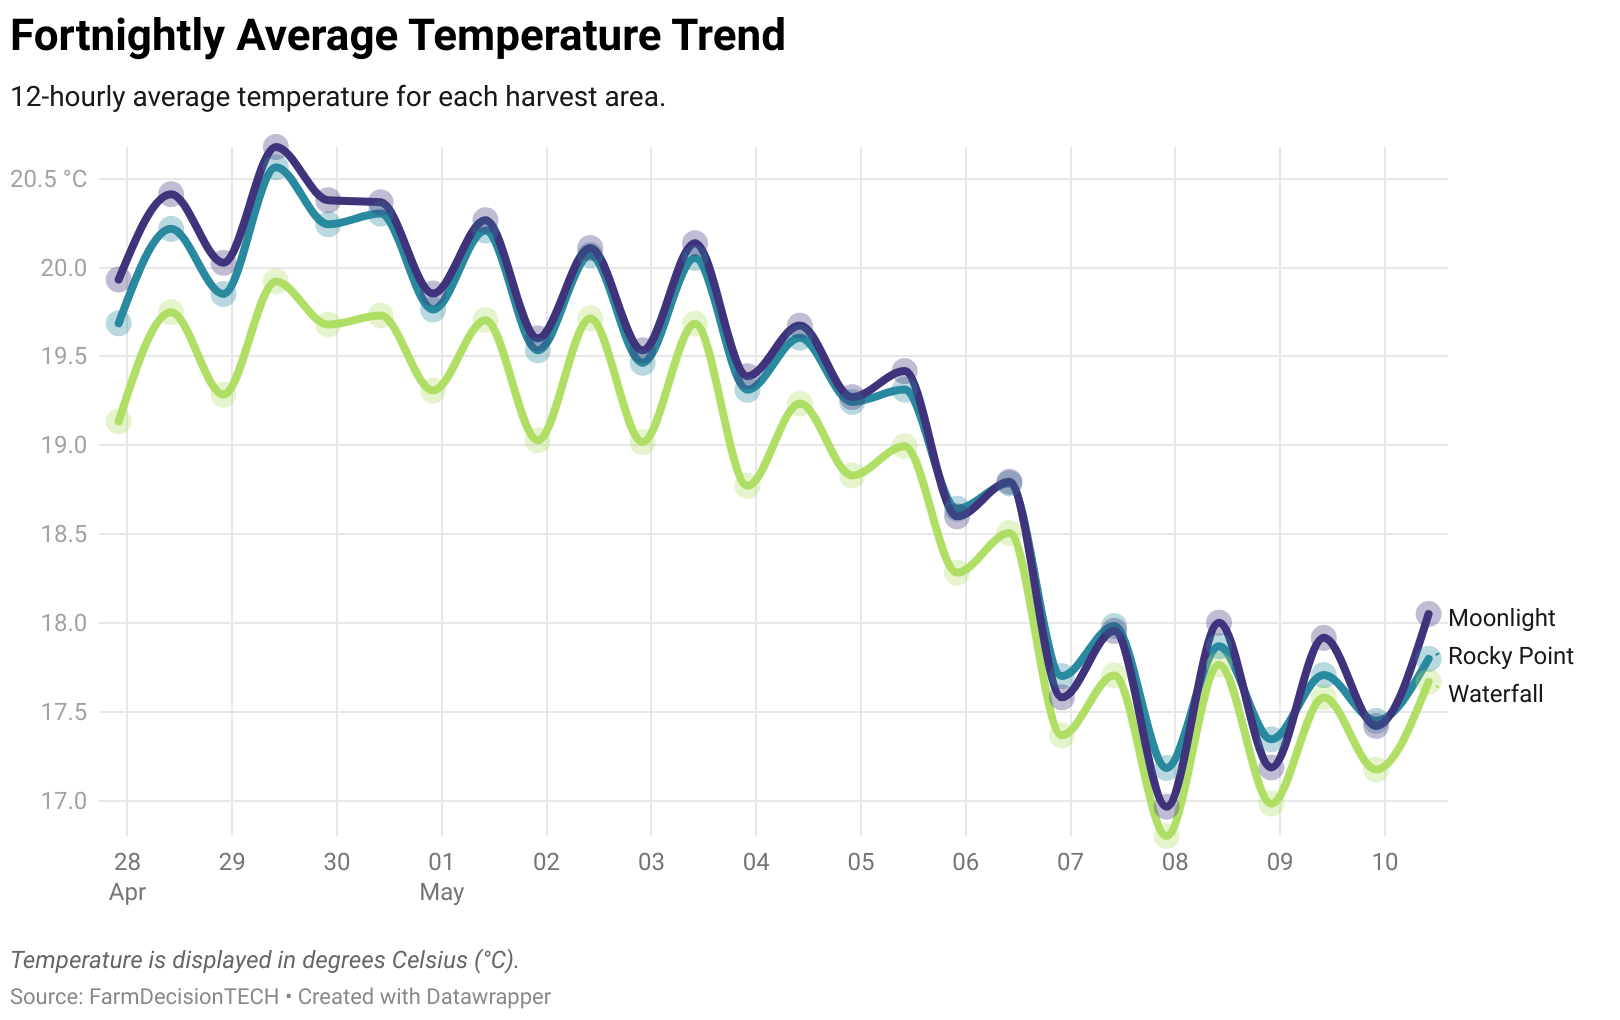 Fortnightly Average Temperature Trend
12-hourly average temperature for each harvest area.
20.5 °C
20.0
19.5
19.0
18.5
18.0
17.5
17.0
Moonlight
Rocky Point
Waterfall
28 29 30 01 02 03 04 05 06 07 08 09 10
Apr May
Temperature is displayed in degrees Celsius (°C).
Source: FarmDecisionTECH • Created with Datawrapper